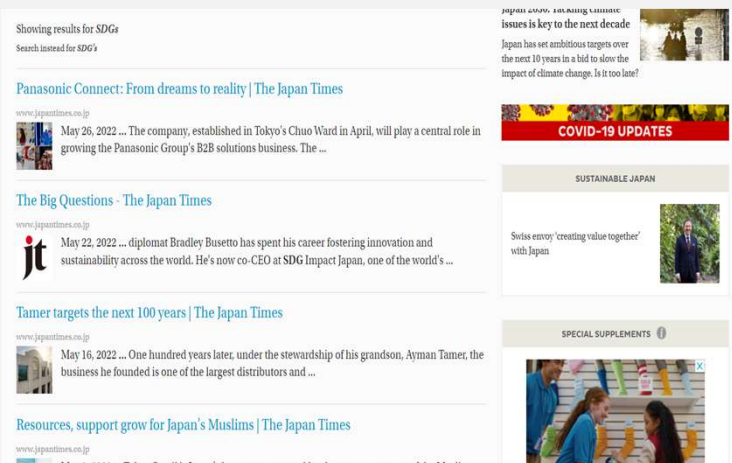 Showing results for SDGs
Search instead for SDG's
Panasonic Connect: From dreams to reality | The Japan Times
www.japantimes.co.jp
May 26, 2022 ... The company, established in Tokyo's Chuo Ward in April, will play a central role in
growing the Panasonic Group's B2B solutions business. The ...
The Big Questions - The Japan Times
www.japantimes.co.jp
jt
May 22, 2022 ... diplomat Bradley Busetto has spent his career fostering innovation and
sustainability across the world. He's now co-CEO at SDG Impact Japan, one of the world's ...
Tamer targets the next 100 years | The Japan Times
www.japantimes.co.jp
May 16, 2022 ... One hundred years later, under the stewardship of his grandson, Ayman Tamer, the
business he founded is one of the largest distributors and ...
Resources, support grow for Japan's Muslims | The Japan Times
www.japantimes.co.jp
Japan 2030: Tackling climate
issues is key to the next decade
Japan has set ambitious targets over
the next 10 years in a bid to slow the
impact of climate change. Is it too late?
COVID-19 UPDATES
SUSTAINABLE JAPAN
Swiss envoy 'creating value together'
with Japan
SPECIAL SUPPLEMENTS